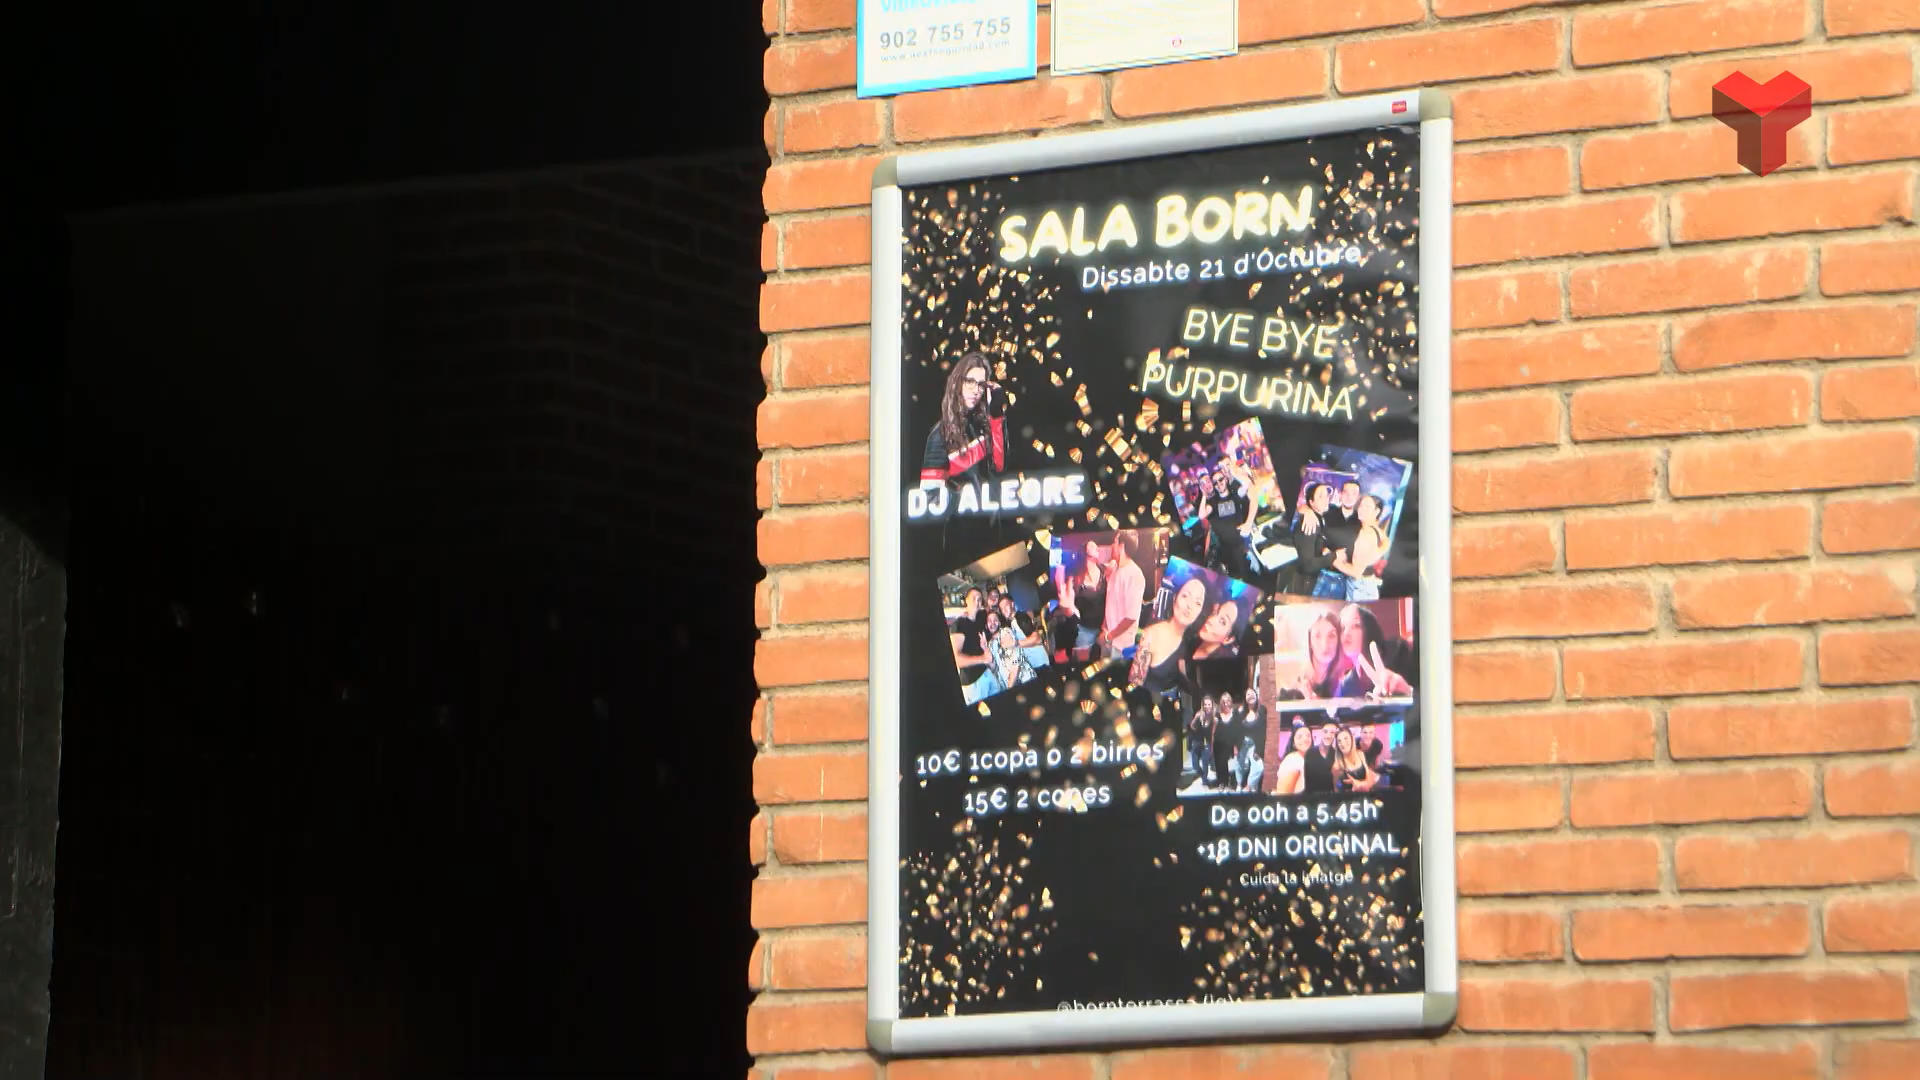 902 755 755
SALA BORN
Dissabte 21 d'Octubre
BYE BYE
PURPURINA
DJ ALEGRE
10€ 1copa o 2 birres
15€ 2 copes
De 00h a 5.45h
+18 DNI ORIGINAL
Cuida la imatge
@bornterrassa (ig)